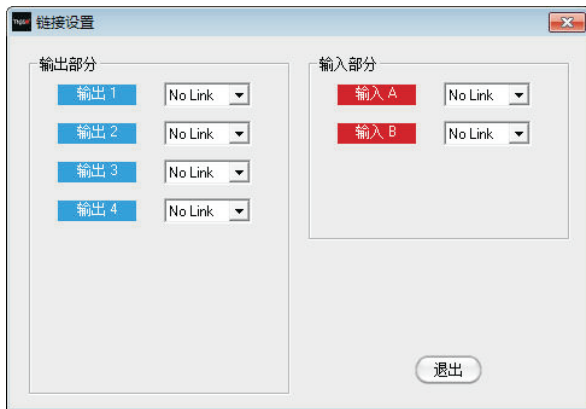 链接设置
输出部分
输出 1 No Link
输出 2 No Link
输出 3 No Link
输出 4 No Link
输入部分
输入 A No Link
输入 B No Link
退出